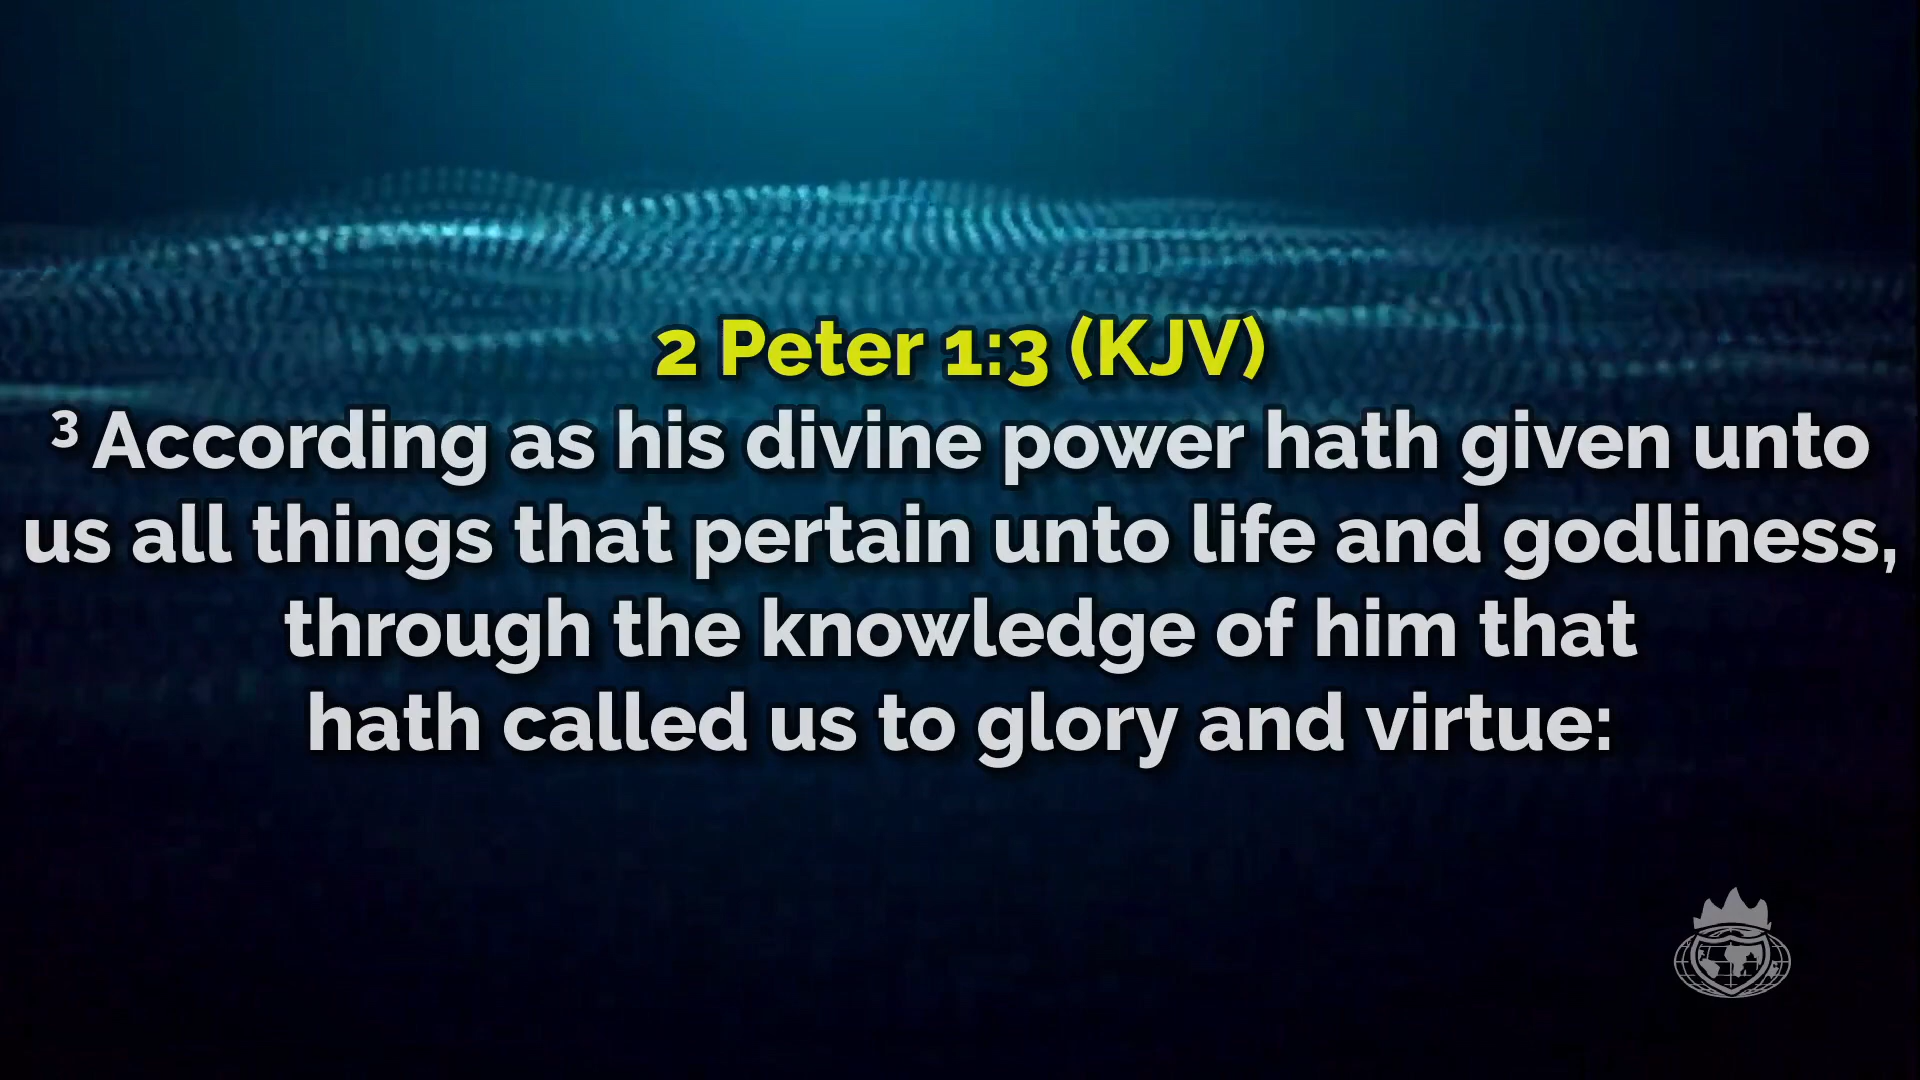 2 Peter 1:3 (KJV)
³ According as his divine power hath given unto
us all things that pertain unto life and godliness,
through the knowledge of him that
hath called us to glory and virtue: